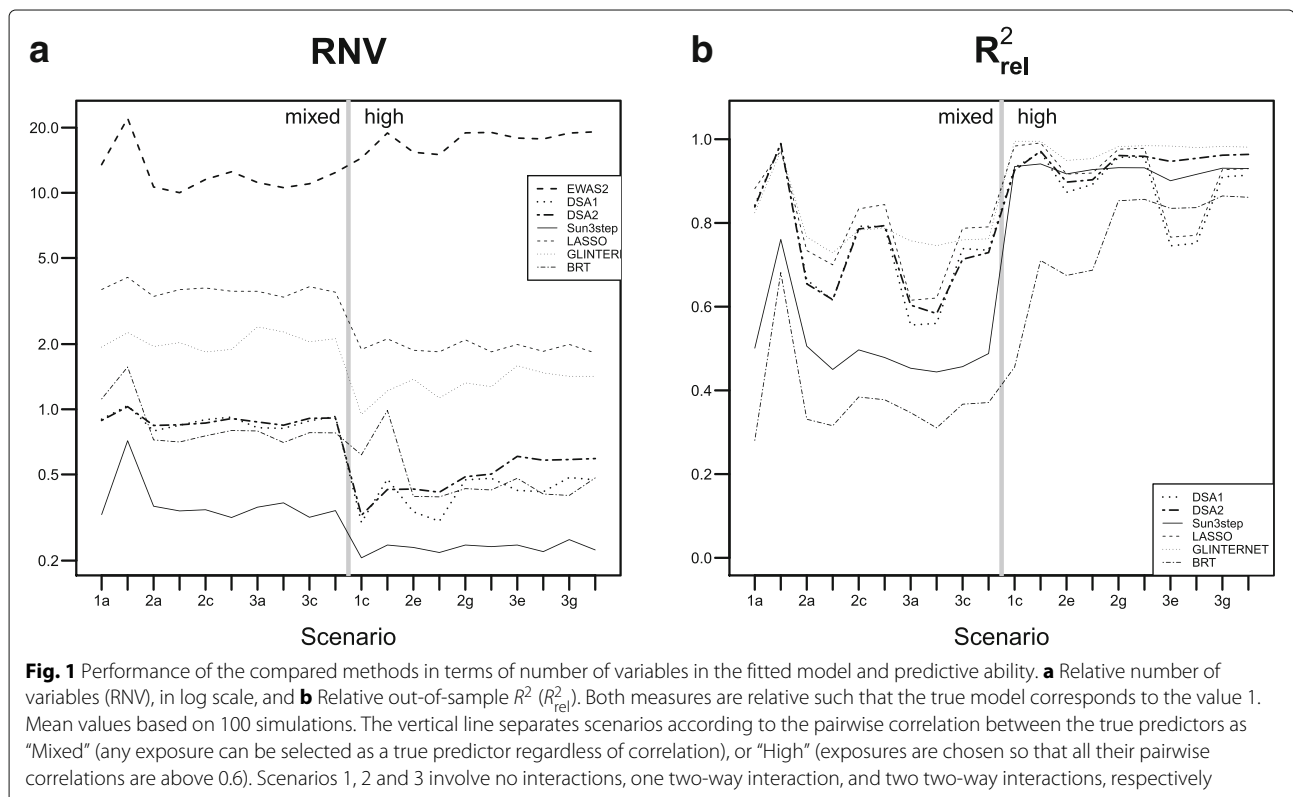 a
RNV
mixed
high
20.0
10.0
5.0
2.0
1.0
0.5
0.2
EWAS2
DSA1
DSA2
Sun3step
LASSO
GLINTERI
BRT
1a 2a 2c 3a 3c 1c 2e 2g 3e 3g
Scenario
b
R²rel
mixed
high
1.0
0.8
0.6
0.4
0.2
0.0
DSA1
DSA2
Sun3step
LASSO
GLINTERNET
BRT
1a 2a 2c 3a 3c 1c 2e 2g 3e 3g
Scenario
Fig. 1 Performance of the compared methods in terms of number of variables in the fitted model and predictive ability. a Relative number of
variables (RNV), in log scale, and b Relative out-of-sample R² (R²rel). Both measures are relative such that the true model corresponds to the value 1.
Mean values based on 100 simulations. The vertical line separates scenarios according to the pairwise correlation between the true predictors as
“Mixed” (any exposure can be selected as a true predictor regardless of correlation), or “High” (exposures are chosen so that all their pairwise
correlations are above 0.6). Scenarios 1, 2 and 3 involve no interactions, one two-way interaction, and two two-way interactions, respectively